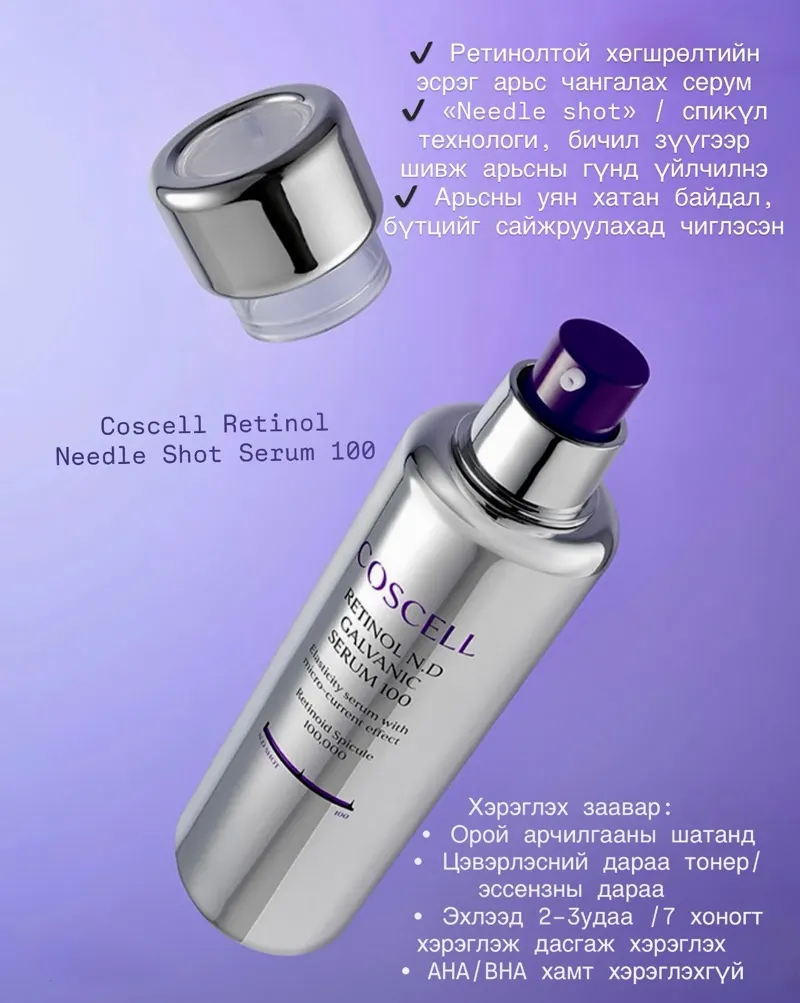 ✔ Ретинолтой хөгшрөлтийн
эсрэг арьс чангалах серум
✔ «Needle shot» / спикүл
технологи, бичил зүүгээр
шивж арьсны гүнд үйлчилнэ
✔ Арьсны уян хатан байдал,
бүтцийг сайжруулахад чиглэсэн
Coscell Retinol
Needle Shot Serum 100
COSCELL
RETINOL N.D
GALVANIC
SERUM 100
Elasticity serum with
micro-current effect
Retinoid Spicule
100,000
N.D SHOT
100
Хэрэглэх заавар:
• Орой арчилгааны шатанд
• Цэвэрлэсний дараа тонер/
эссензны дараа
• Эхлээд 2-3удаа /7 хоногт
хэрэглэж дасгаж хэрэглэх
• AHA/BHA хамт хэрэглэхгүй